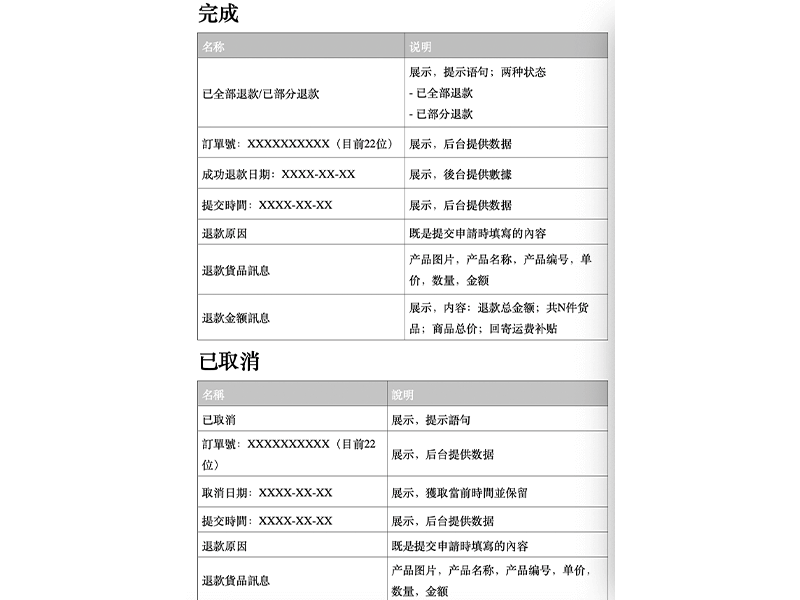 完成
名称 说明
已全部退款/已部分退款 展示，提示语句；两种状态
- 已全部退款
- 已部分退款
訂單號：XXXXXXXXXX（目前22位） 展示，后台提供数据
成功退款日期：XXXX-XX-XX 展示，後台提供數據
提交時間：XXXX-XX-XX 展示，后台提供数据
退款原因 既是提交申請時填寫的內容
退款貨品訊息 产品图片，产品名称，产品编号，单
价，数量，金额
退款金额訊息 展示，内容：退款总金额；共N件货
品；商品总价；回寄运费补贴
已取消
名稱 說明
已取消 展示，提示語句
訂單號：XXXXXXXXXX（目前22
位） 展示，后台提供数据
取消日期：XXXX-XX-XX 展示，獲取當前時間並保留
提交時間：XXXX-XX-XX 展示，后台提供数据
退款原因 既是提交申請時填寫的內容
退款貨品訊息 产品图片，产品名称，产品编号，单价，
数量，金额